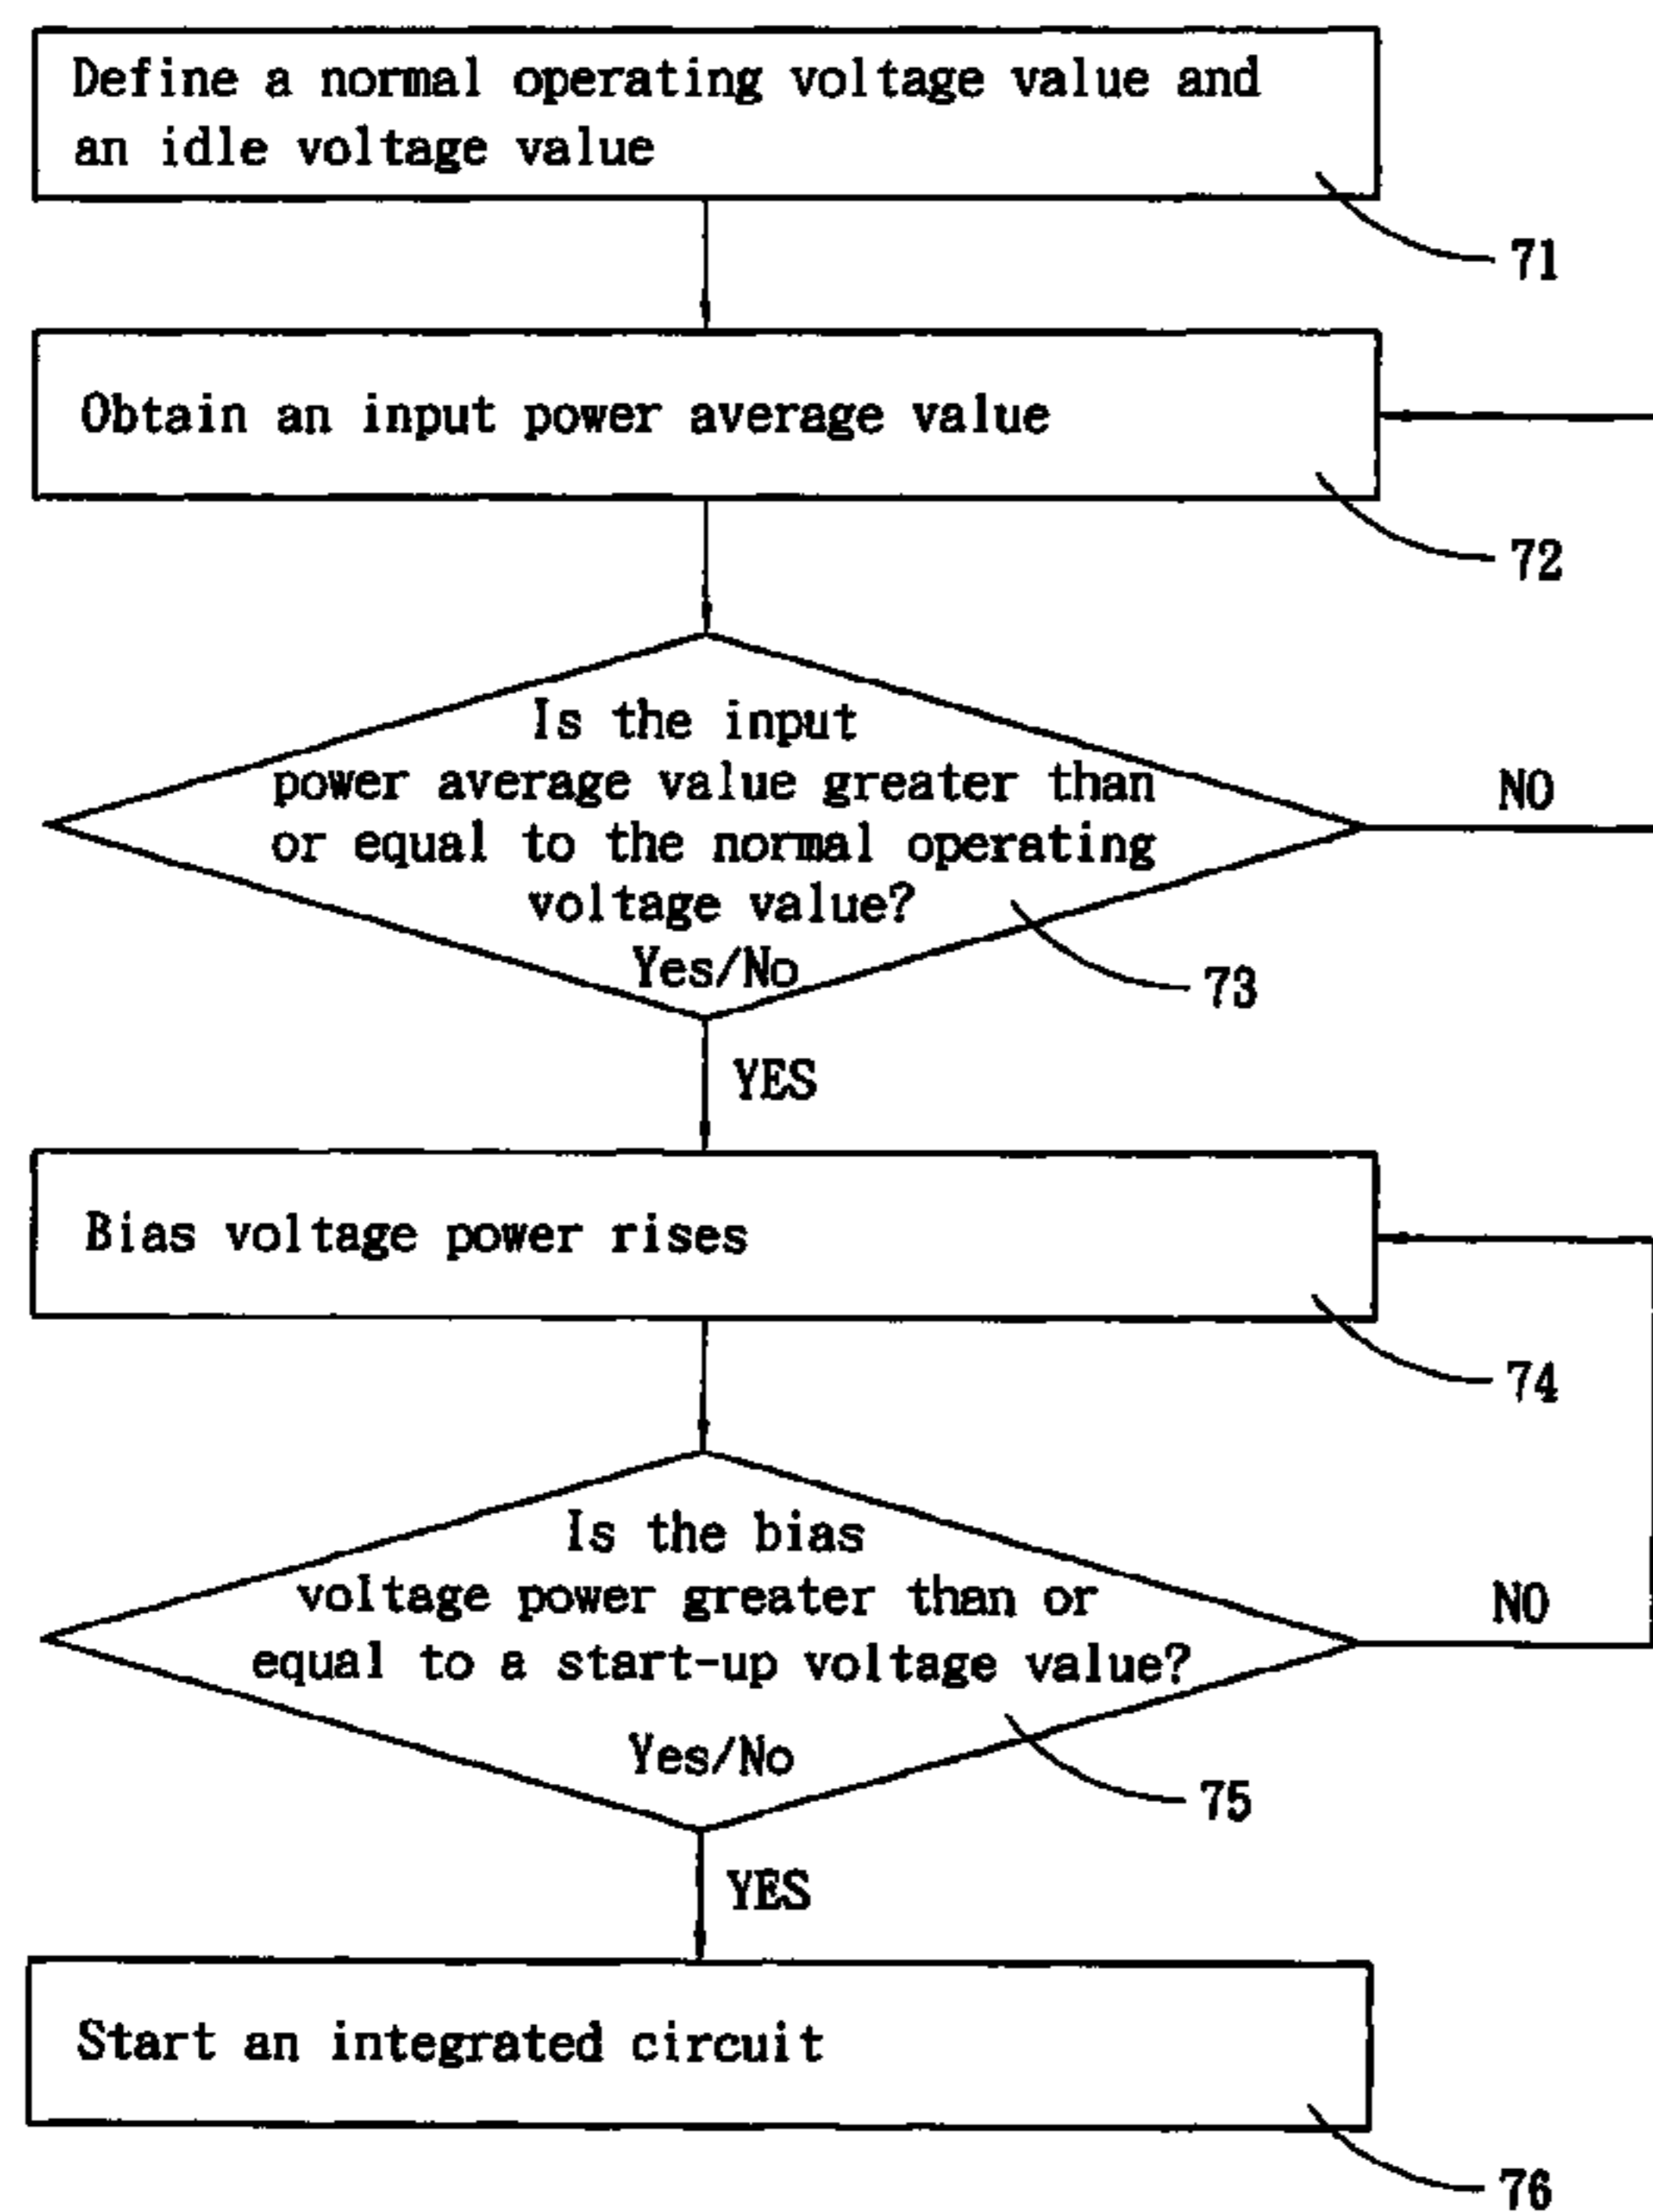 Define a normal operating voltage value and
an idle voltage value
71
Obtain an input power average value
72
Is the input
power average value greater than
or equal to the normal operating
voltage value?
Yes/No
NO
73
YES
Bias voltage power rises
74
Is the bias
voltage power greater than or
equal to a start-up voltage value?
Yes/No
NO
75
YES
Start an integrated circuit
76